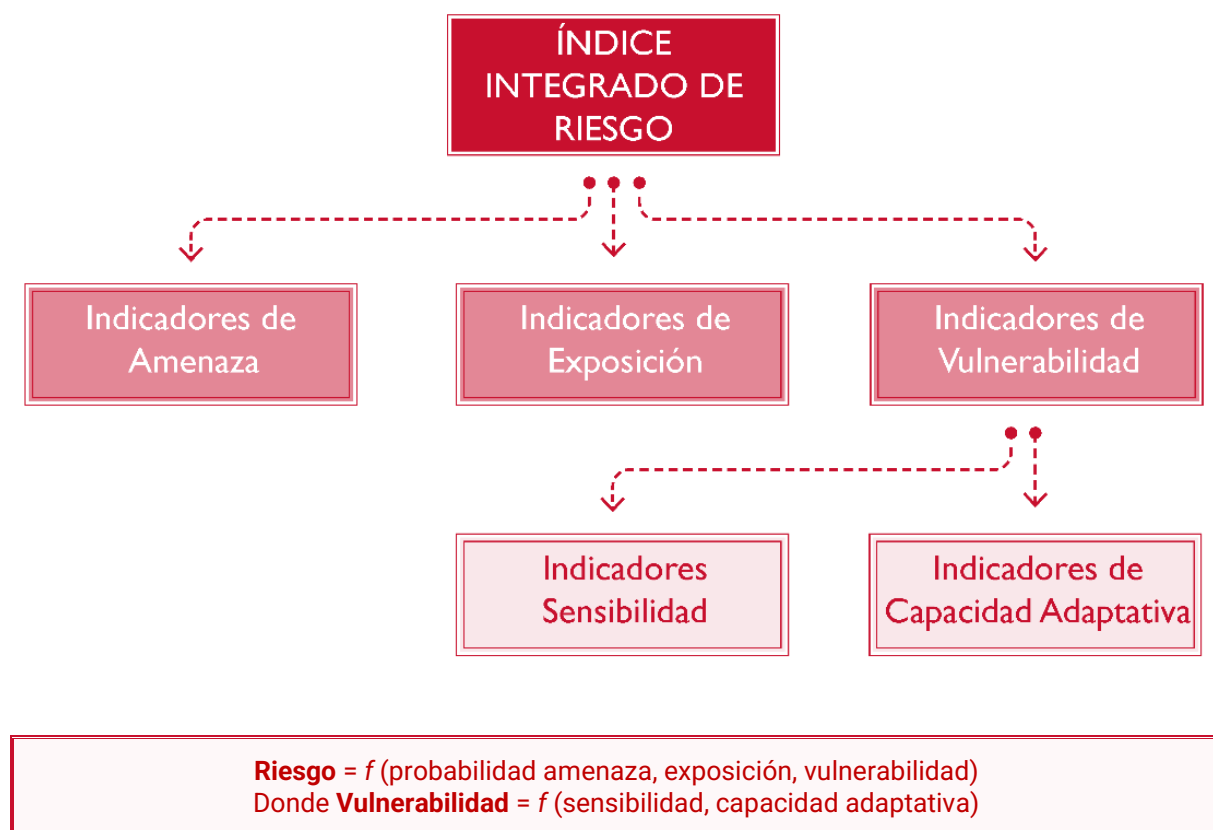 ÍNDICE
INTEGRADO DE
RIESGO
Indicadores de
Amenaza
Indicadores de
Exposición
Indicadores de
Vulnerabilidad
Indicadores
Sensibilidad
Indicadores de
Capacidad Adaptativa
Riesgo = f (probabilidad amenaza, exposición, vulnerabilidad)
Donde Vulnerabilidad = f (sensibilidad, capacidad adaptativa)